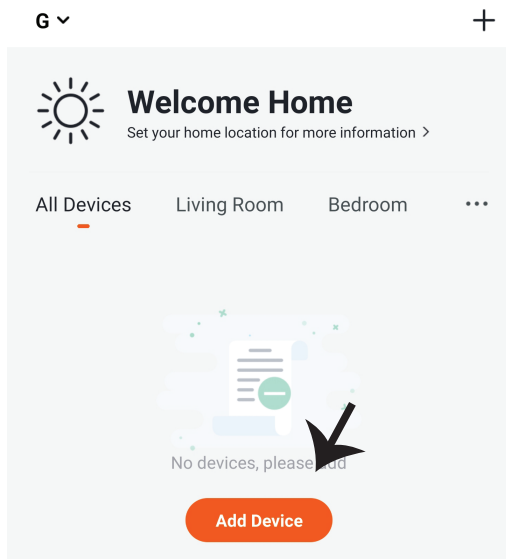 G
Welcome Home
Set your home location for more information >
All Devices Living Room Bedroom ...
No devices, please add
Add Device